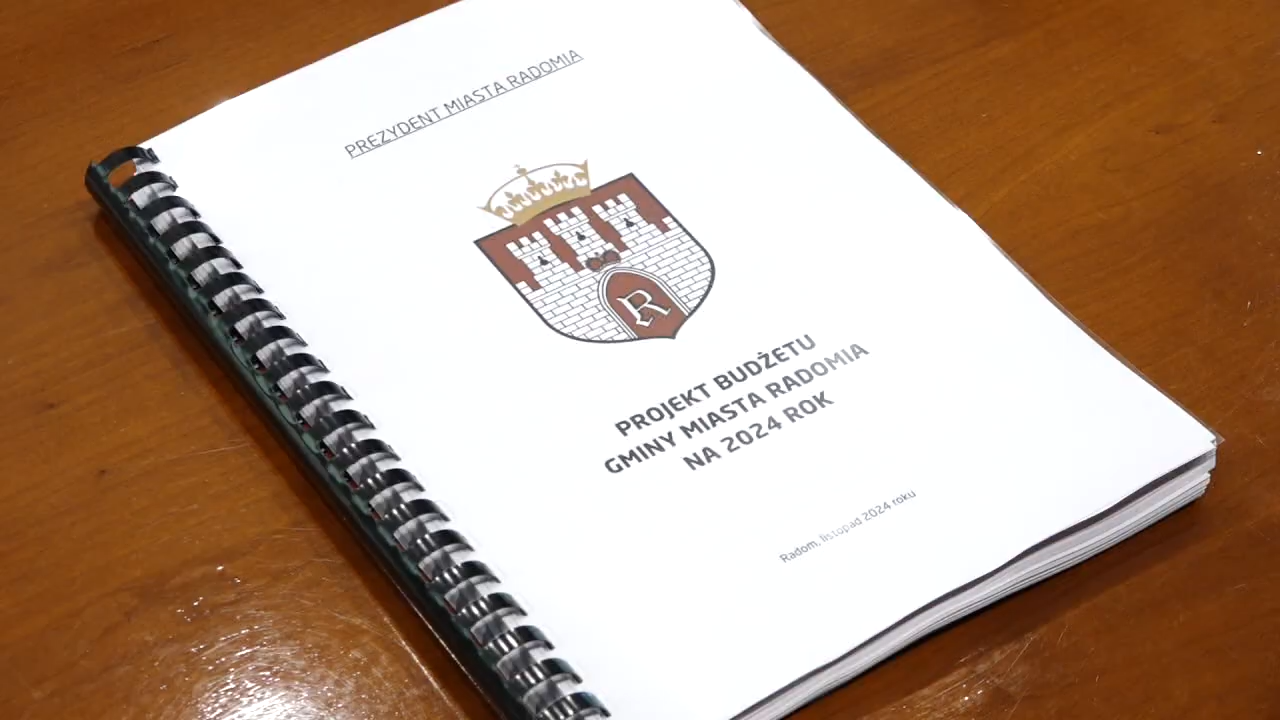 PREZYDENT MIASTA RADOMIA
R
PROJEKT BUDŻETU
GMINY MIASTA RADOMIA
NA 2024 ROK
Radom, listopad 2024 roku